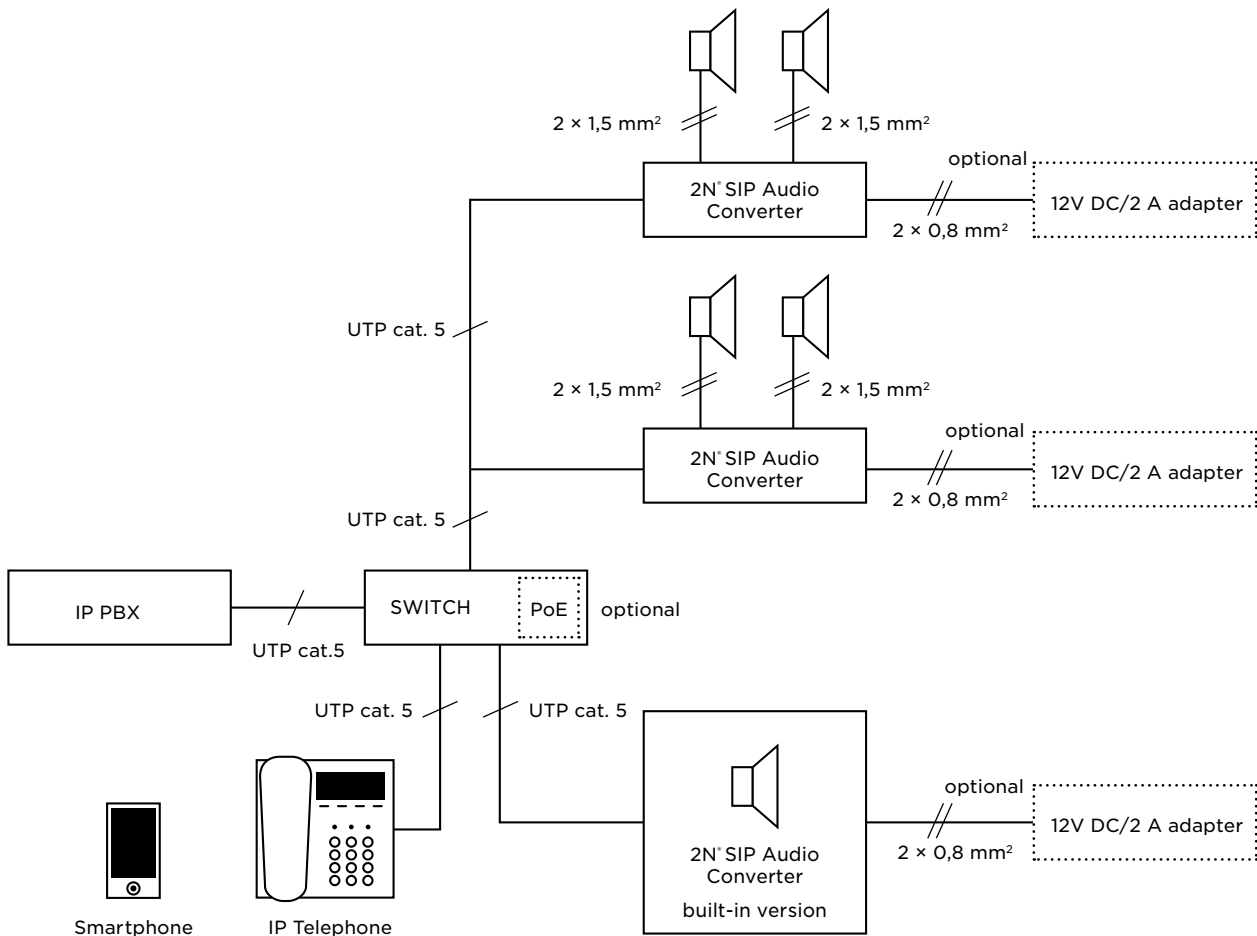 2 × 1,5 mm²
2 × 1,5 mm²
optional
2N® SIP Audio
Converter
12V DC/2 A adapter
2 × 0,8 mm²
UTP cat. 5
2 × 1,5 mm²
2 × 1,5 mm²
optional
2N® SIP Audio
Converter
12V DC/2 A adapter
2 × 0,8 mm²
UTP cat. 5
IP PBX
SWITCH
PoE
optional
UTP cat.5
UTP cat. 5
UTP cat. 5
optional
12V DC/2 A adapter
2 × 0,8 mm²
2N® SIP Audio
Converter
built-in version
Smartphone
IP Telephone